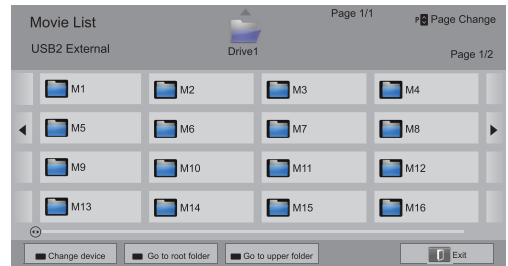 Movie List
Page 1/1
P Page Change
USB2 External
Drive1
Page 1/2
M1 M2 M3 M4
M5 M6 M7 M8
M9 M10 M11 M12
M13 M14 M15 M16
Change device Go to root folder Go to upper folder Exit